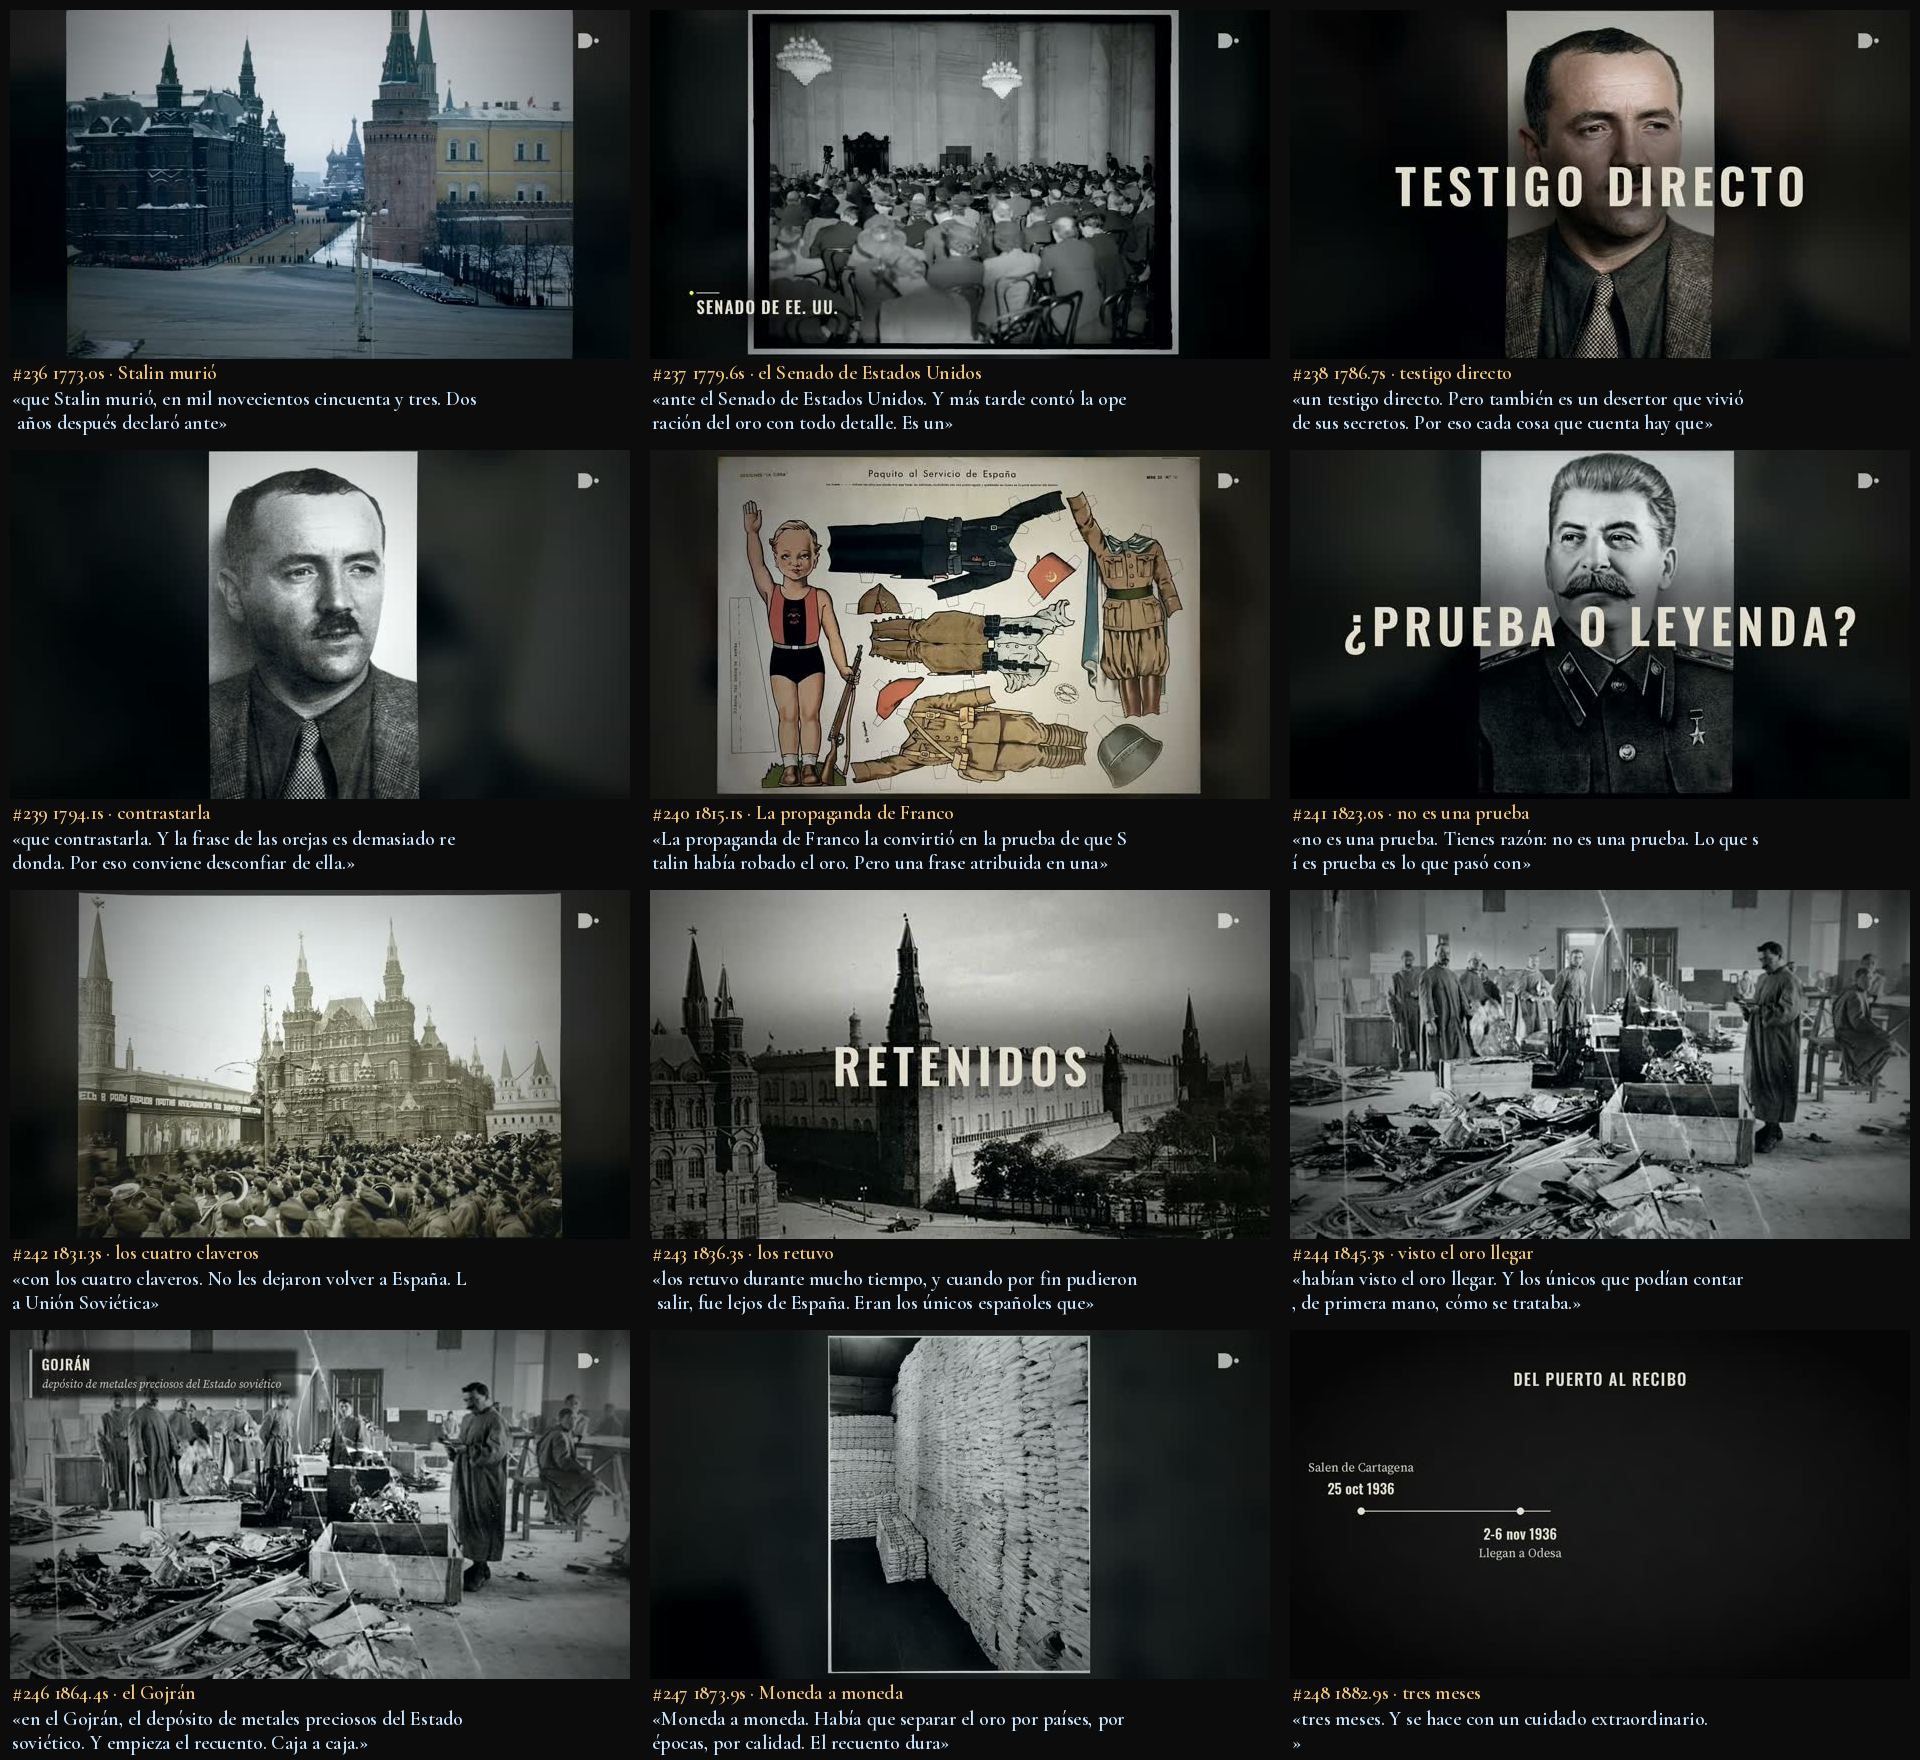 SENADO DE EE. UU.
TESTIGO DIRECTO
#236 1773.0s · Stalin murió
«que Stalin murió, en mil novecientos cincuenta y tres. Dos
años después declaró ante»
#237 1779.6s · el Senado de Estados Unidos
«ante el Senado de Estados Unidos. Y más tarde contó la ope
ración del oro con todo detalle. Es un»
#238 1786.7s · testigo directo
«un testigo directo. Pero también es un desertor que vivió
de sus secretos. Por eso cada cosa que cuenta hay que»
Paquito al Servicio de España
¿PRUEBA O LEYENDA?
#239 1794.1s · contrastarla
«que contrastarla. Y la frase de las orejas es demasiado re
donda. Por eso conviene desconfiar de ella.»
#240 1815.1s · La propaganda de Franco
«La propaganda de Franco la convirtió en la prueba de que S
talin había robado el oro. Pero una frase atribuida en una»
#241 1823.0s · no es una prueba
«no es una prueba. Tienes razón: no es una prueba. Lo que s
í es prueba es lo que pasó con»
RETENIDOS
#242 1831.3s · los cuatro claveros
«con los cuatro claveros. No les dejaron volver a España. L
a Unión Soviética»
#243 1836.3s · los retuvo
«los retuvo durante mucho tiempo, y cuando por fin pudieron
salir, fue lejos de España. Eran los únicos españoles que»
#244 1845.3s · visto el oro llegar
«habían visto el oro llegar. Y los únicos que podían contar
, de primera mano, cómo se trataba.»
GOJRÁN
depósito de metales preciosos del Estado soviético
DEL PUERTO AL RECIBO
Salen de Cartagena
25 oct 1936
2-6 nov 1936
Llegan a Odesa
#246 1864.4s · el Gojrán
«en el Gojrán, el depósito de metales preciosos del Estado
soviético. Y empieza el recuento. Caja a caja.»
#247 1873.9s · Moneda a moneda
«Moneda a moneda. Había que separar el oro por países, por
épocas, por calidad. El recuento dura»
#248 1882.9s · tres meses
«tres meses. Y se hace con un cuidado extraordinario.
»